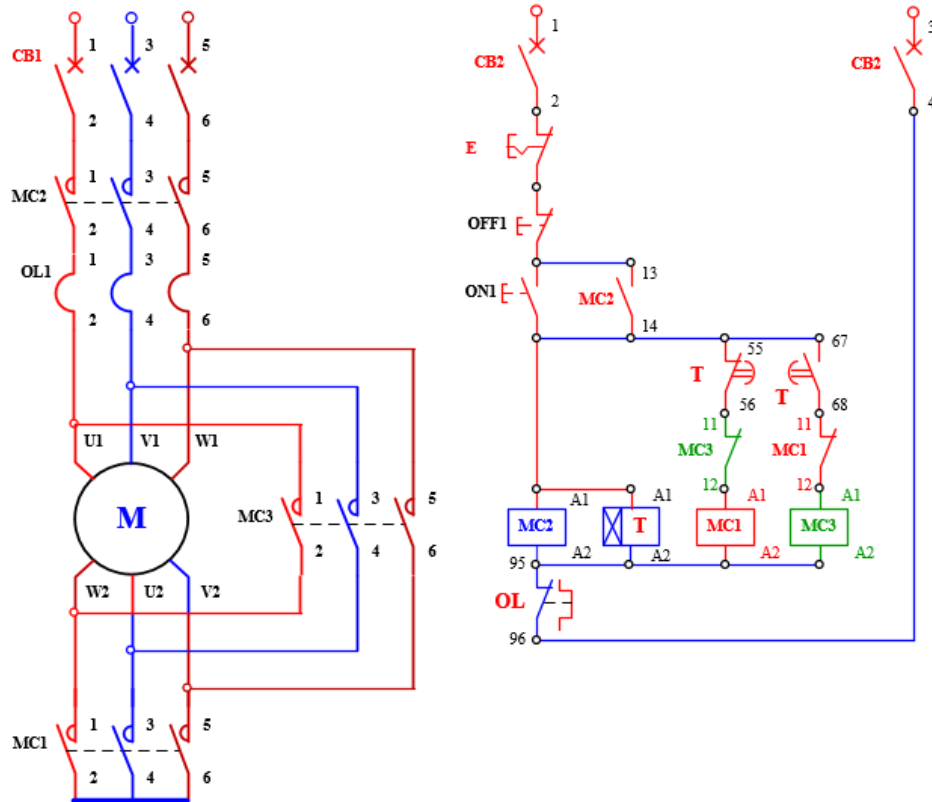 CB1 1 3 5
2 4 6
MC2 1 3 5
2 4 6
OL1 1 3 5
2 4 6
U1 V1 W1
M
MC3 1 3 5
2 4 6
W2 U2 V2
MC1 1 3 5
2 4 6
1 3
CB2 CB2
2 4
E
OFF1
13
ON1 MC2
14
55 67
T T
56 68
11 11
MC3 MC1
12 12
A1 A1 A1 A1
MC2 T MC1 MC3
95 A2 A2 A2 A2
OL
96